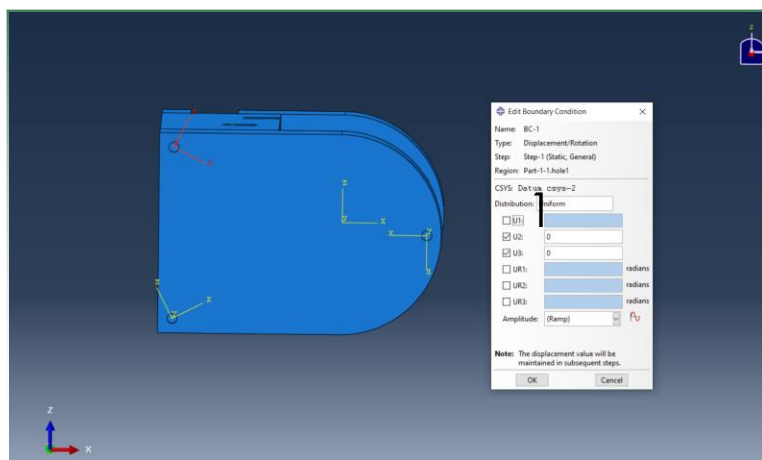 Edit Boundary Condition
Name: BC-1
Type: Displacement/Rotation
Step: Step-1 (Static, General)
Region: Part-1-1.hole1
CSYS: Datum csys-2
Distribution: Uniform
U1:
U2: 0
U3: 0
UR1: radians
UR2: radians
UR3: radians
Amplitude: (Ramp)
Note: The displacement value will be
maintained in subsequent steps.
OK Cancel
Z
X